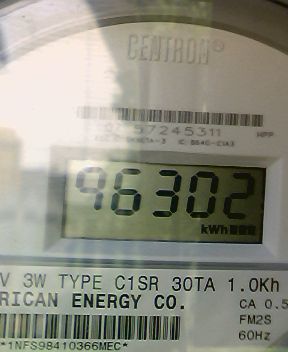 CENTRON®
57245311
96302
kWh
V 3W TYPE C1SR 30TA 1.0Kh
RICAN ENERGY CO.
CA 0.5
FM2S
60Hz
*1NFS98410366MEC*